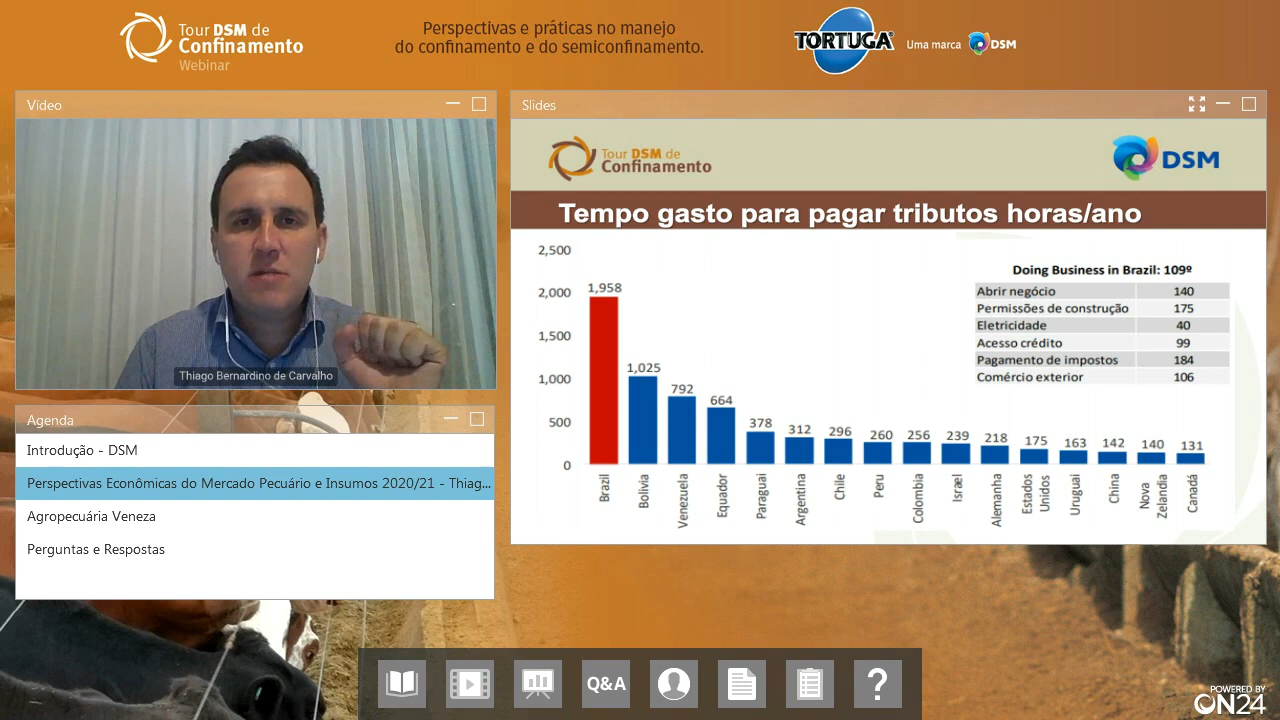 Tour DSM de
Confinamento
Webinar
Perspectivas e práticas no manejo
do confinamento e do semiconfinamento.
TORTUGA
Uma marca DSM
Vídeo
Thiago Bernardino de Carvalho
Agenda
Introdução - DSM
Perspectivas Econômicas do Mercado Pecuário e Insumos 2020/21 - Thiag...
Agropecuária Veneza
Perguntas e Respostas
Slides
Tour DSM de
Confinamento
DSM
Tempo gasto para pagar tributos horas/ano
2,500
2,000
1,500
1,000
500
0
1,958
1,025
792
664
378
312
296
260
256
239
218
175
163
142
140
131
Brazil
Bolivia
Venezuela
Equador
Paraguai
Argentina
Chile
Peru
Colombia
Israel
Alemanha
Estados
Unidos
Uruguai
China
Nova
Zelandia
Canadá
Doing Business in Brazil: 109º
Abrir negócio 140
Permissões de construção 175
Eletricidade 40
Acesso crédito 99
Pagamento de impostos 184
Comércio exterior 106
Q&A
?
POWERED BY
ON24